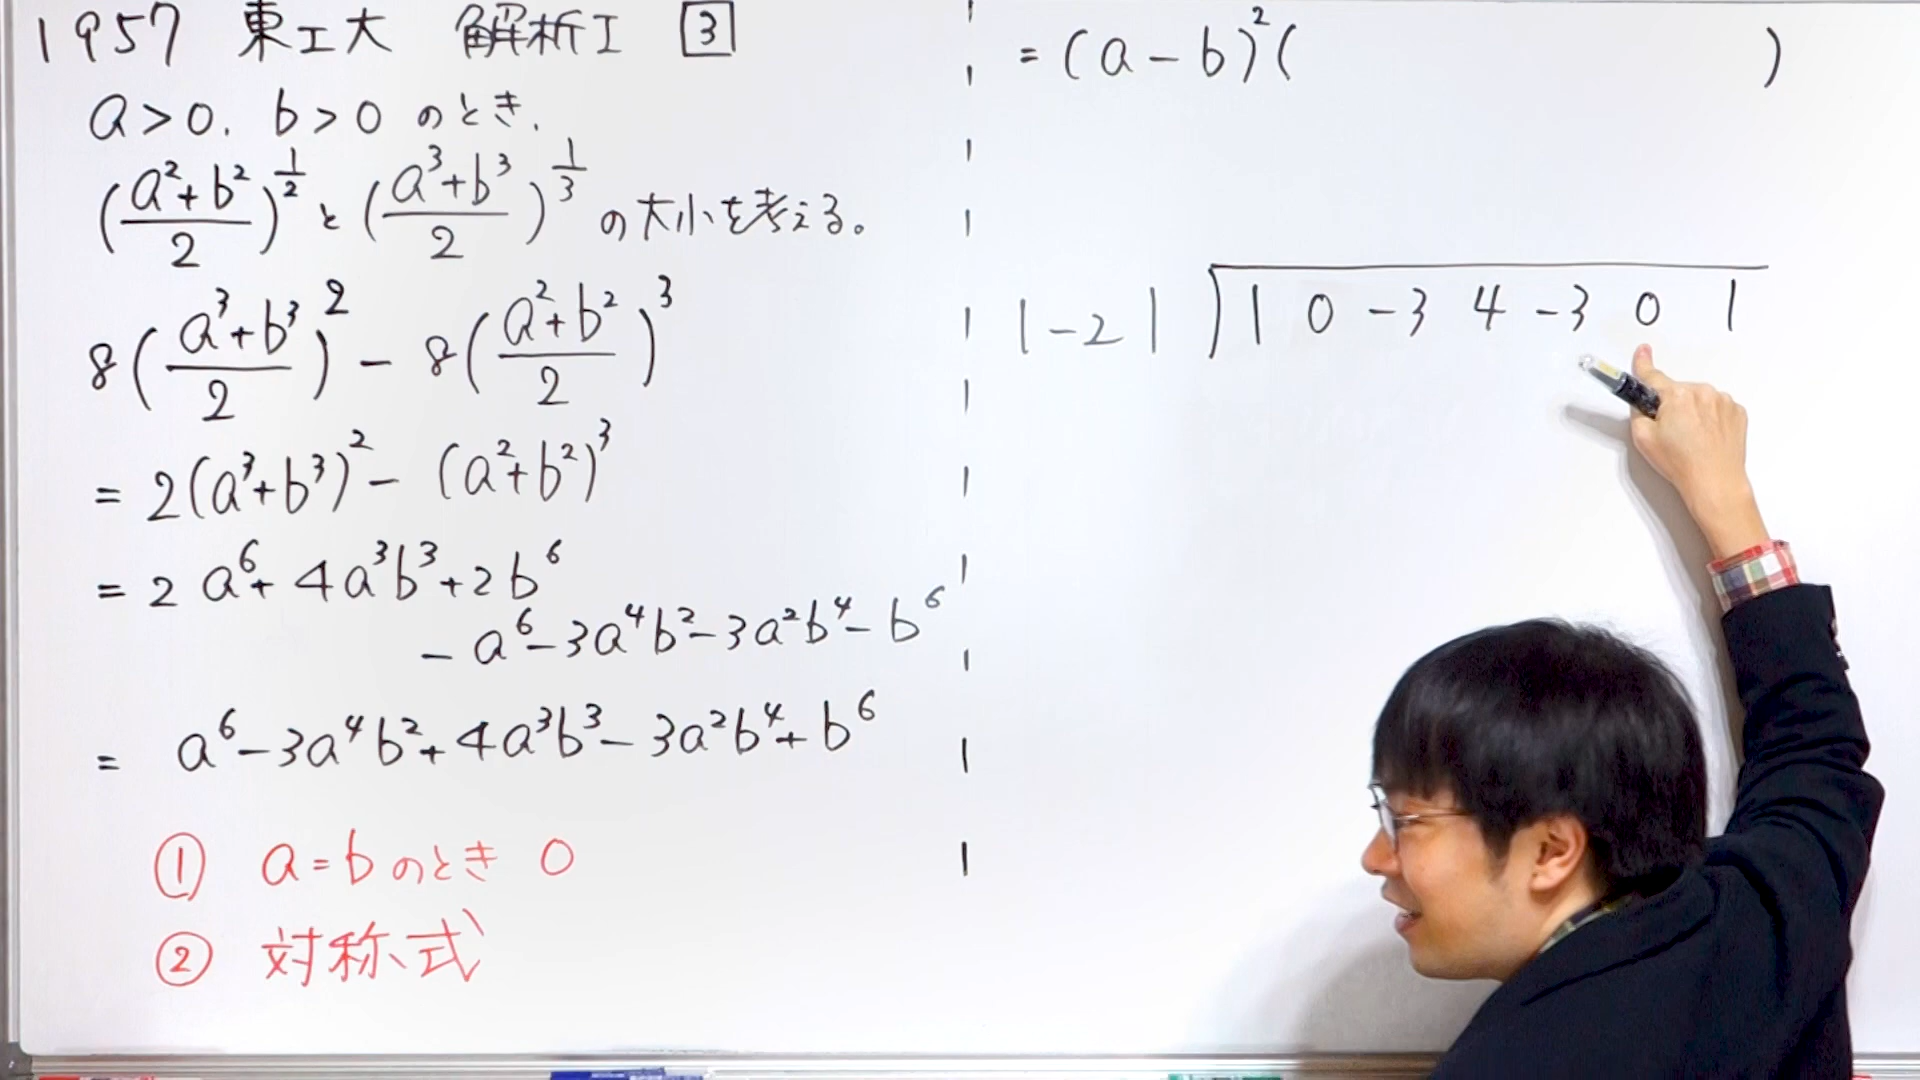 1957 東工大 解析I 3
a>0. b>0 のとき.
(a²+b²/2)^1/2 と (a³+b³/2)^1/3 の大小を考える。
8(a³+b³/2)² - 8(a²+b²/2)³
= 2(a³+b³)² - (a²+b²)³
= 2a⁶+4a³b³+2b⁶
-a⁶-3a⁴b²-3a²b⁴-b⁶
= a⁶-3a⁴b²+4a³b³-3a²b⁴+b⁶
① a=bのとき 0
② 対称式
= (a-b)²( )
1 -2 1 ) 1 0 -3 4 -3 0 1